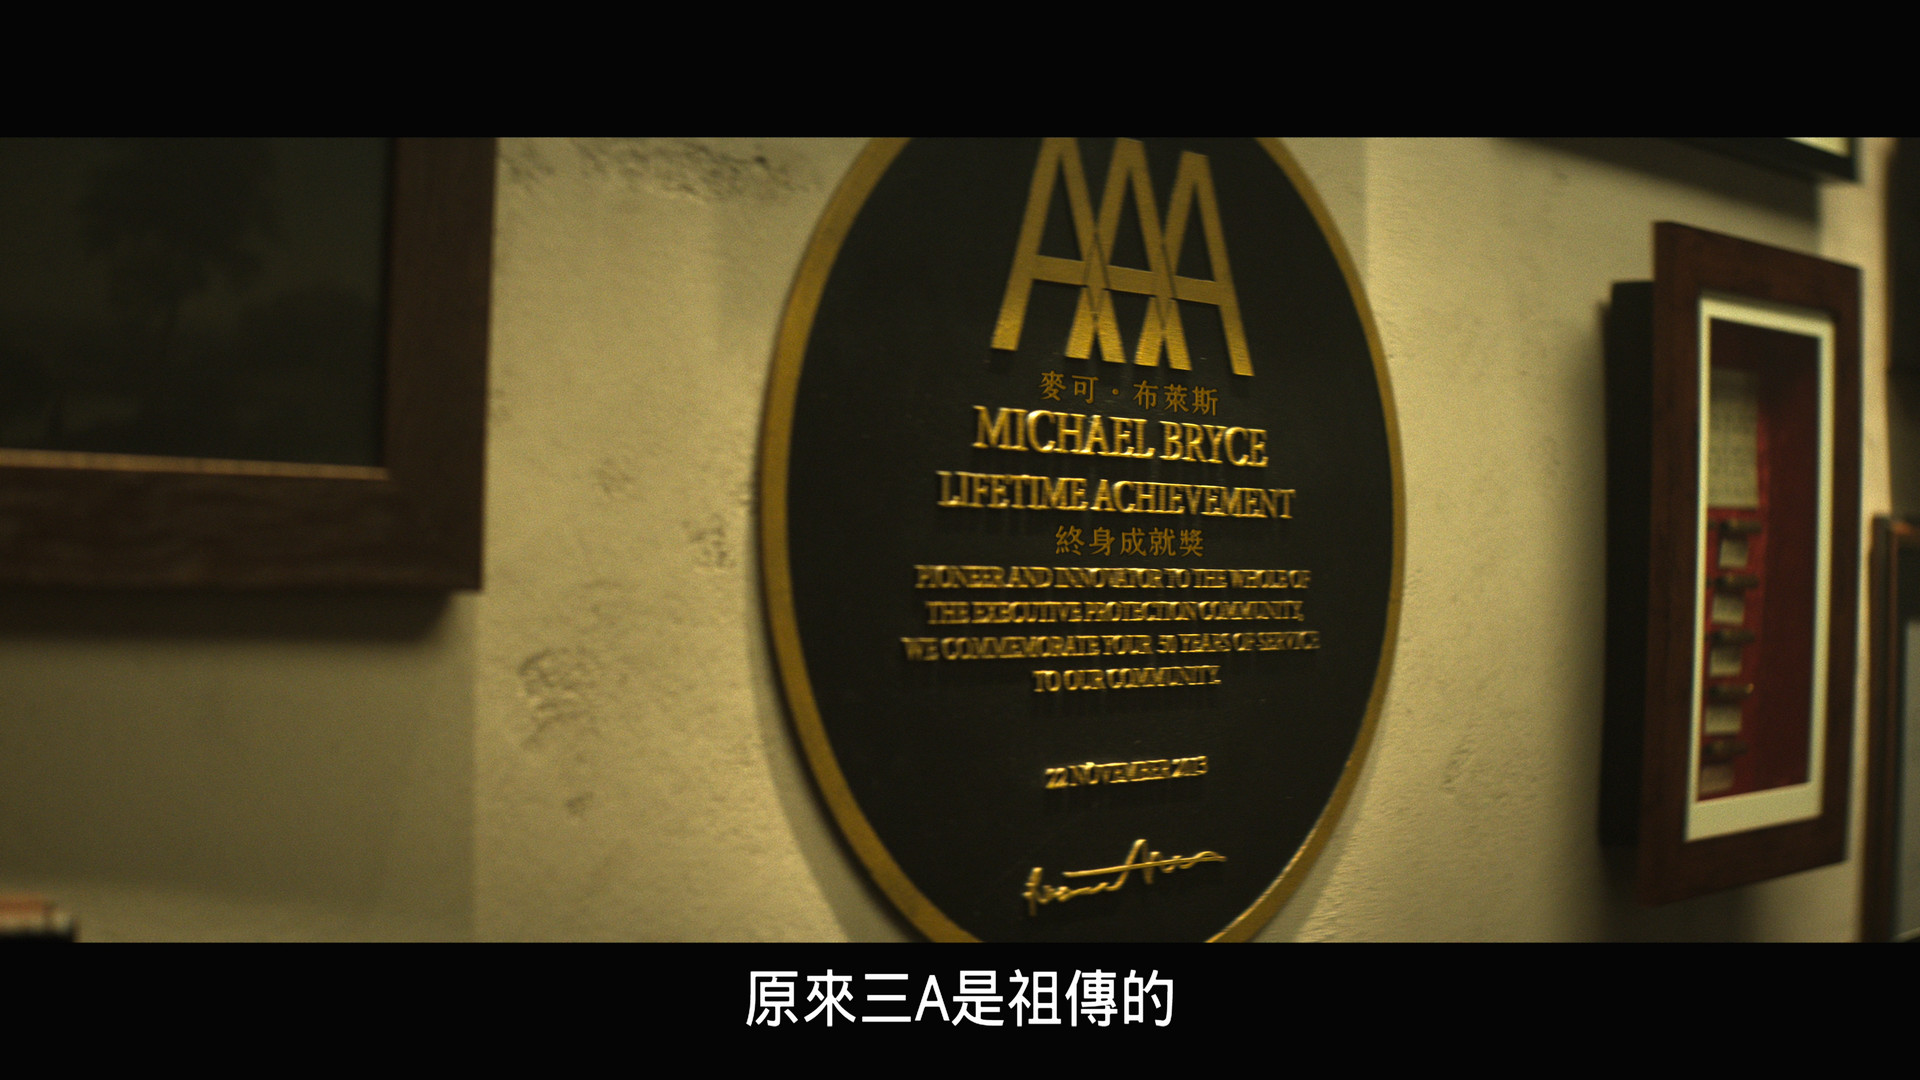 AAA
麥可·布萊斯
MICHAEL BRYCE
LIFETIME ACHIEVEMENT
終身成就獎
PIONEER AND INNOVATOR TO THE WHOLE OF
THE EXECUTIVE PROTECTION COMMUNITY,
WE COMMEMORATE YOUR 50 YEARS OF SERVICE
TO OUR COMMUNITY.
22 NOVEMBER
原來三A是祖傳的